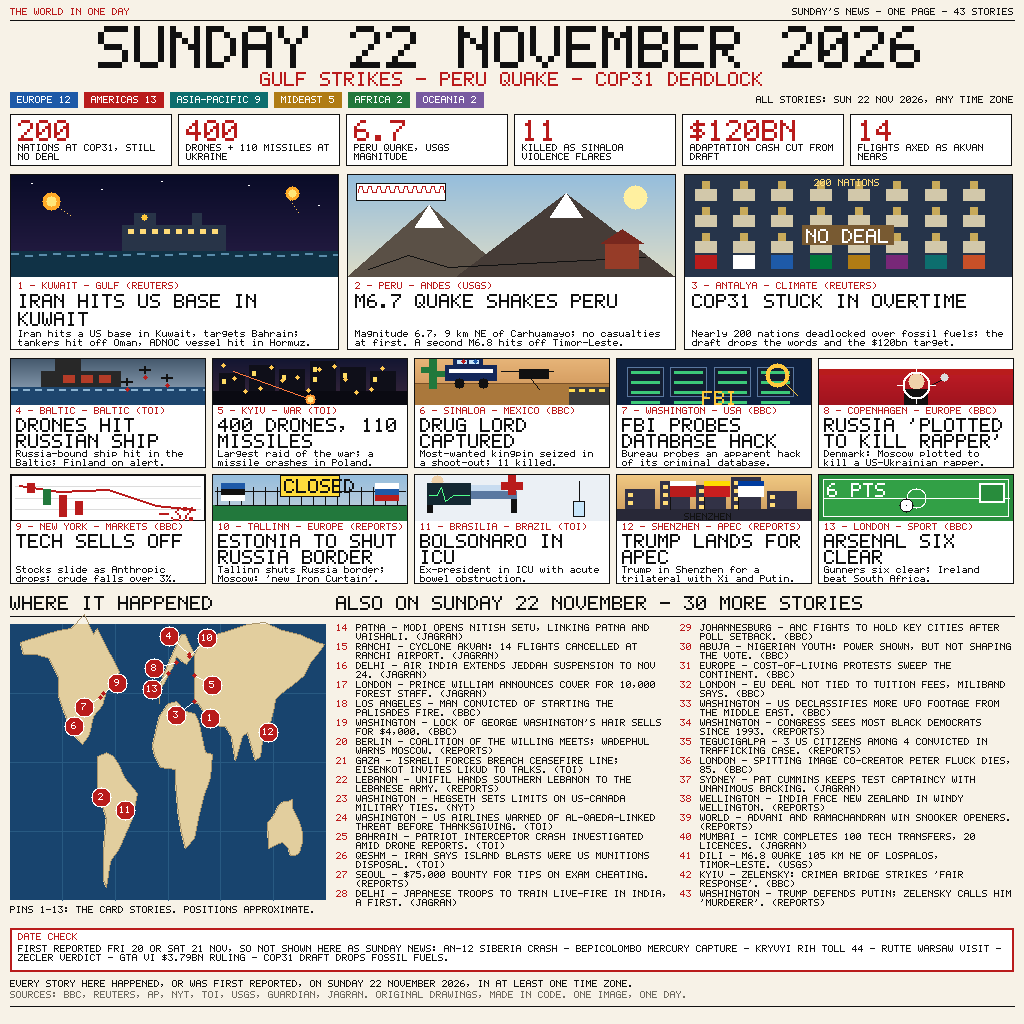 THE WORLD IN ONE DAY
SUNDAY'S NEWS - ONE PAGE - 43 STORIES
SUNDAY 22 NOVEMBER 2026
GULF STRIKES - PERU QUAKE - COP31 DEADLOCK
EUROPE 12
AMERICAS 13
ASIA-PACIFIC 9
MIDEAST 5
AFRICA 2
OCEANIA 2
ALL STORIES: SUN 22 NOV 2026, ANY TIME ZONE
200
NATIONS AT COP31, STILL
NO DEAL
400
DRONES + 110 MISSILES AT
UKRAINE
6.7
PERU QUAKE, USGS
MAGNITUDE
11
KILLED AS SINALOA
VIOLENCE FLARES
$120BN
ADAPTATION CASH CUT FROM
DRAFT
14
FLIGHTS AXED AS AKVAN
NEARS
1 - KUWAIT - GULF (REUTERS)
IRAN HITS US BASE IN
KUWAIT
Iran hits a US base in Kuwait, targets Bahrain;
tankers hit off Oman, ADNOC vessel hit in Hormuz.
2 - PERU - ANDES (USGS)
M6.7 QUAKE SHAKES PERU
Magnitude 6.7, 9 km NE of Carhuamayo; no casualties
at first. A second M6.8 hits off Timor-Leste.
200 NATIONS
NO DEAL
3 - ANTALYA - CLIMATE (REUTERS)
COP31 STUCK IN OVERTIME
Nearly 200 nations deadlocked over fossil fuels; the
draft drops the words and the $120bn target.
4 - BALTIC - BALTIC (TOI)
DRONES HIT
RUSSIAN SHIP
Russia-bound ship hit in the
Baltic; Finland on alert.
5 - KYIV - WAR (TOI)
400 DRONES, 110
MISSILES
Largest raid of the war; a
missile crashes in Poland.
6 - SINALOA - MEXICO (BBC)
DRUG LORD
CAPTURED
Most-wanted kingpin seized in
a shoot-out; 11 killed.
FBI
7 - WASHINGTON - USA (BBC)
FBI PROBES
DATABASE HACK
Bureau probes an apparent hack
of its criminal database.
8 - COPENHAGEN - EUROPE (BBC)
RUSSIA 'PLOTTED
TO KILL RAPPER'
Denmark: Moscow plotted to
kill a US-Ukrainian rapper.
-3%
9 - NEW YORK - MARKETS (BBC)
TECH SELLS OFF
Stocks slide as Anthropic
drops; crude falls over 3%.
CLOSED
10 - TALLINN - EUROPE (REPORTS)
ESTONIA TO SHUT
RUSSIA BORDER
Tallinn shuts Russia border;
Moscow: 'new Iron Curtain'.
11 - BRASILIA - BRAZIL (TOI)
BOLSONARO IN
ICU
Ex-president in ICU with acute
bowel obstruction.
SHENZHEN
12 - SHENZHEN - APEC (REPORTS)
TRUMP LANDS FOR
APEC
Trump in Shenzhen for a
trilateral with Xi and Putin.
6 PTS
13 - LONDON - SPORT (BBC)
ARSENAL SIX
CLEAR
Gunners six clear; Ireland
beat South Africa.
WHERE IT HAPPENED
4
10
8
9
13
5
7
3
1
6
12
2
11
PINS 1-13: THE CARD STORIES. POSITIONS APPROXIMATE.
ALSO ON SUNDAY 22 NOVEMBER - 30 MORE STORIES
14 PATNA - MODI OPENS NITISH SETU, LINKING PATNA AND
VAISHALI. (JAGRAN)
15 RANCHI - CYCLONE AKVAN: 14 FLIGHTS CANCELLED AT
RANCHI AIRPORT. (JAGRAN)
16 DELHI - AIR INDIA EXTENDS JEDDAH SUSPENSION TO NOV
24. (JAGRAN)
17 LONDON - PRINCE WILLIAM ANNOUNCES COVER FOR 10,000
FOREST STAFF. (JAGRAN)
18 LOS ANGELES - MAN CONVICTED OF STARTING THE
PALISADES FIRE. (BBC)
19 WASHINGTON - LOCK OF GEORGE WASHINGTON'S HAIR SELLS
FOR $4,000. (BBC)
20 BERLIN - COALITION OF THE WILLING MEETS; WADEPHUL
WARNS MOSCOW. (REPORTS)
21 GAZA - ISRAELI FORCES BREACH CEASEFIRE LINE;
EISENKOT INVITES LIKUD TO TALKS. (TOI)
22 LEBANON - UNIFIL HANDS SOUTHERN LEBANON TO THE
LEBANESE ARMY. (REPORTS)
23 WASHINGTON - HEGSETH SETS LIMITS ON US-CANADA
MILITARY TIES. (NYT)
24 WASHINGTON - US AIRLINES WARNED OF AL-QAEDA-LINKED
THREAT BEFORE THANKSGIVING. (TOI)
25 BAHRAIN - PATRIOT INTERCEPTOR CRASH INVESTIGATED
AMID DRONE REPORTS. (TOI)
26 QESHM - IRAN SAYS ISLAND BLASTS WERE US MUNITIONS
DISPOSAL. (TOI)
27 SEOUL - $75,000 BOUNTY FOR TIPS ON EXAM CHEATING.
(REPORTS)
28 DELHI - JAPANESE TROOPS TO TRAIN LIVE-FIRE IN INDIA,
A FIRST. (JAGRAN)
29 JOHANNESBURG - ANC FIGHTS TO HOLD KEY CITIES AFTER
POLL SETBACK. (BBC)
30 ABUJA - NIGERIAN YOUTH: POWER SHOWN, BUT NOT SHAPING
THE VOTE. (BBC)
31 EUROPE - COST-OF-LIVING PROTESTS SWEEP THE
CONTINENT. (BBC)
32 LONDON - EU DEAL NOT TIED TO TUITION FEES, MILIBAND
SAYS. (BBC)
33 WASHINGTON - US DECLASSIFIES MORE UFO FOOTAGE FROM
THE MIDDLE EAST. (BBC)
34 WASHINGTON - CONGRESS SEES MOST BLACK DEMOCRATS
SINCE 1993. (REPORTS)
35 TEGUCIGALPA - 3 US CITIZENS AMONG 4 CONVICTED IN
TRAFFICKING CASE. (REPORTS)
36 LONDON - SPITTING IMAGE CO-CREATOR PETER FLUCK DIES,
85. (BBC)
37 SYDNEY - PAT CUMMINS KEEPS TEST CAPTAINCY WITH
UNANIMOUS BACKING. (JAGRAN)
38 WELLINGTON - INDIA FACE NEW ZEALAND IN WINDY
WELLINGTON. (REPORTS)
39 WORLD - ADVANI AND RAMACHANDRAN WIN SNOOKER OPENERS.
(REPORTS)
40 MUMBAI - ICMR COMPLETES 100 TECH TRANSFERS, 20
LICENCES. (JAGRAN)
41 DILI - M6.8 QUAKE 105 KM NE OF LOSPALOS,
TIMOR-LESTE. (USGS)
42 KYIV - ZELENSKY: CRIMEA BRIDGE STRIKES 'FAIR
RESPONSE'. (BBC)
43 WASHINGTON - TRUMP DEFENDS PUTIN; ZELENSKY CALLS HIM
'MURDERER'. (REPORTS)
DATE CHECK
FIRST REPORTED FRI 20 OR SAT 21 NOV, SO NOT SHOWN HERE AS SUNDAY NEWS: AN-12 SIBERIA CRASH - BEPICOLOMBO MERCURY CAPTURE - KRYVYI RIH TOLL 44 - RUTTE WARSAW VISIT -
ZECLER VERDICT - GTA VI $3.79BN RULING - COP31 DRAFT DROPS FOSSIL FUELS.
EVERY STORY HERE HAPPENED, OR WAS FIRST REPORTED, ON SUNDAY 22 NOVEMBER 2026, IN AT LEAST ONE TIME ZONE.
SOURCES: BBC, REUTERS, AP, NYT, TOI, USGS, GUARDIAN, JAGRAN. ORIGINAL DRAWINGS, MADE IN CODE. ONE IMAGE, ONE DAY.